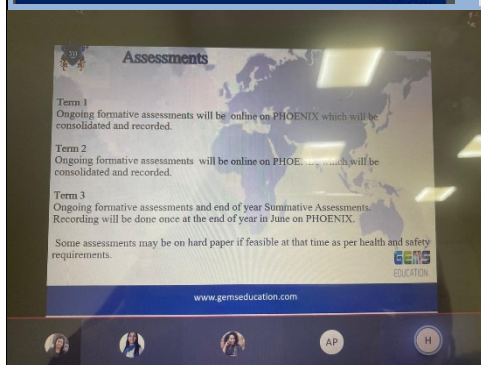 Assessments
Term 1
Ongoing formative assessments will be online on PHOENIX which will be
consolidated and recorded.
Term 2
Ongoing formative assessments will be online on PHOENIX which will be
consolidated and recorded.
Term 3
Ongoing formative assessments and end of year Summative Assessments.
Recording will be done once at the end of year in June on PHOENIX.
Some assessments may be on hard paper if feasible at that time as per health and safety
requirements.
GEMS
EDUCATION
www.gemseducation.com
AP
H